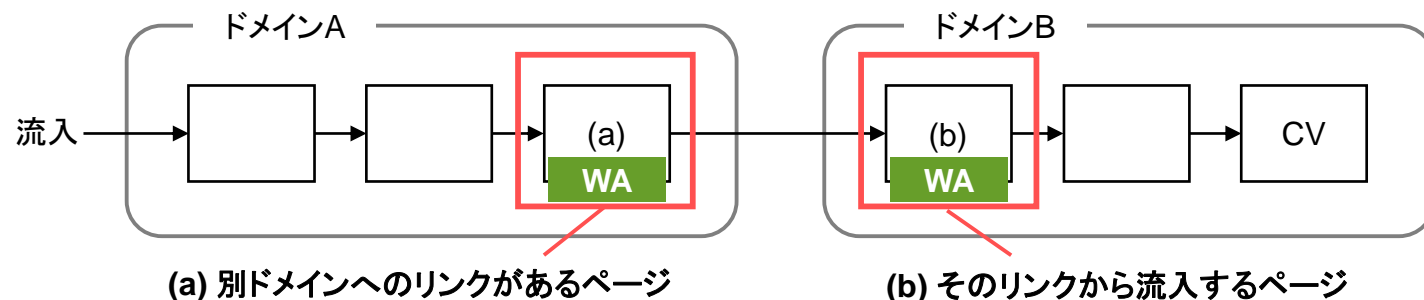 ドメインA
ドメインB
流入
(a)
WA
(b)
WA
CV
(a) 別ドメインへのリンクがあるページ
(b) そのリンクから流入するページ